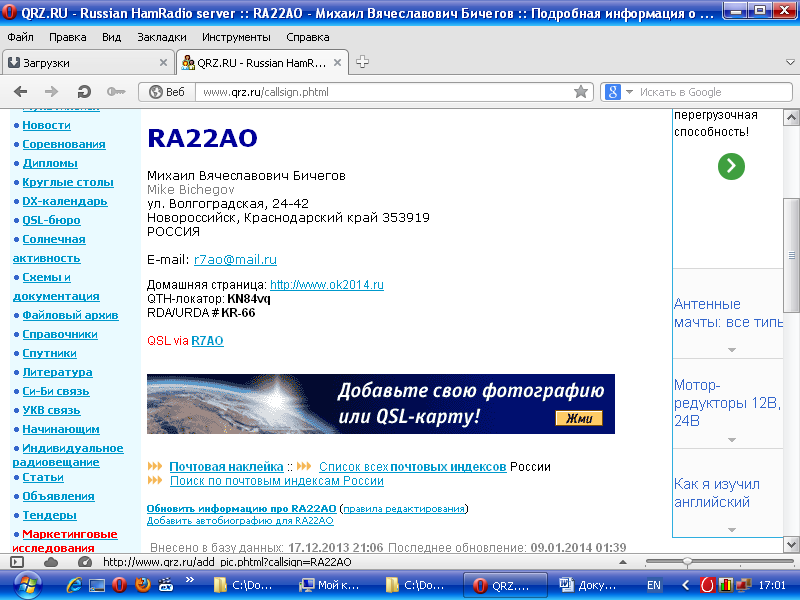 QRZ.RU - Russian HamRadio server :: RA22AO - Михаил Вячеславович Бичегов :: Подробная информация о ...
Файл Правка Вид Закладки Инструменты Справка
Загрузки
QRZ.RU - Russian HamR...
Веб www.qrz.ru/callsign.phtml
Искать в Google
Новости
Соревнования
Дипломы
Круглые столы
DX-календарь
QSL-бюро
Солнечная
активность
Схемы и
документация
Файловый архив
Справочники
Спутники
Литература
Си-Би связь
УКВ связь
Начинающим
Индивидуальное
радиовещание
Статьи
Объявления
Тендеры
Маркетинговые
исследования
RA22AO
Михаил Вячеславович Бичегов
Mike Bichegov
ул. Волгоградская, 24-42
Новороссийск, Краснодарский край 353919
РОССИЯ
E-mail: r7ao@mail.ru
Домашняя страница: http://www.ok2014.ru
QTH-локатор: KN84vq
RDA/URDA # KR-66
QSL via R7AO
Добавьте свою фотографию
или QSL-карту!
Жми
Почтовая наклейка :: Список всех почтовых индексов России
Поиск по почтовым индексам России
Обновить информацию про RA22AO (правила редактирования)
Добавить автобиографию для RA22AO
Внесено в базу данных: 17.12.2013 21:06 Последнее обновление: 09.01.2014 01:39
перегрузочная
способность!
Антенные
мачты: все типы
Мотор-
редукторы 12В,
24В
Как я изучил
английский
http://www.qrz.ru/add_pic.phtml?callsign=RA22AO
C:\Do...
Мой к...
C:\Do...
QRZ....
Доку...
EN
17:01